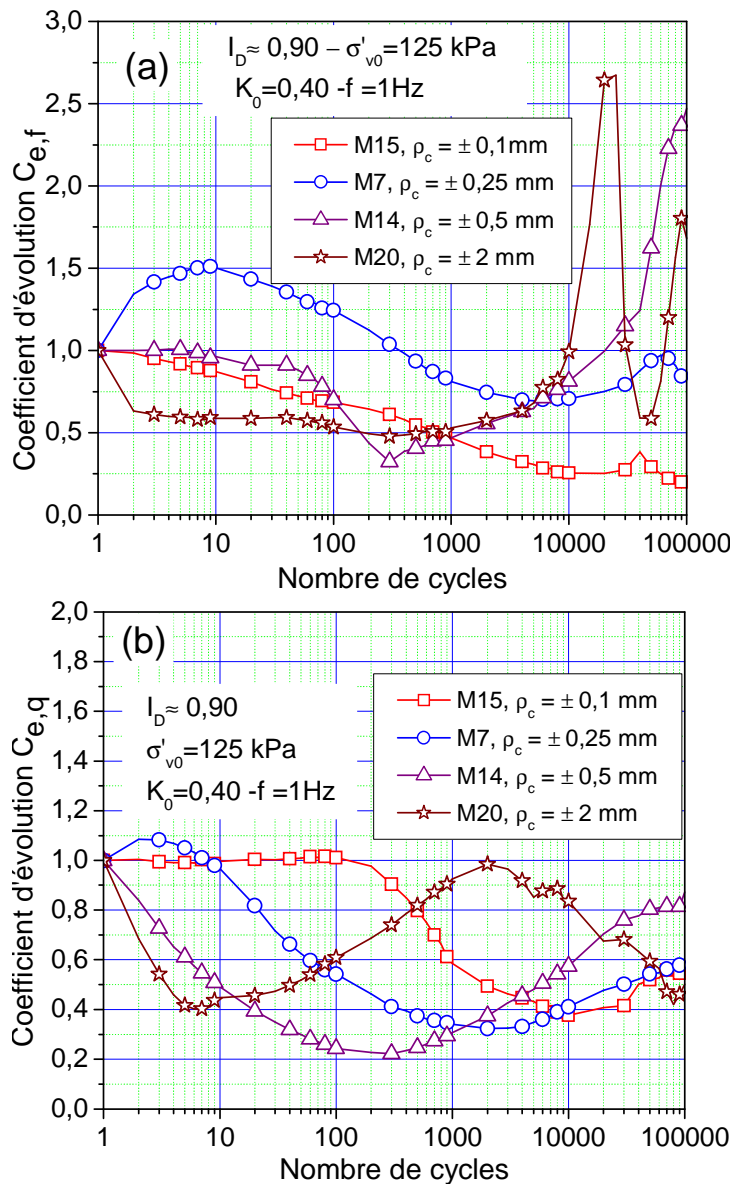 (a)
I_D≈ 0,90 – σ'_v0=125 kPa
K_0=0,40 -f =1Hz
M15, ρ_c = ± 0,1mm
M7, ρ_c = ± 0,25 mm
M14, ρ_c = ± 0,5 mm
M20, ρ_c = ± 2 mm
Coefficient d'évolution C_e,f
3,0
2,5
2,0
1,5
1,0
0,5
0,0
1 10 100 1000 10000 100000
Nombre de cycles
(b)
I_D≈ 0,90
σ'_v0=125 kPa
K_0=0,40 -f =1Hz
M15, ρ_c = ± 0,1 mm
M7, ρ_c = ± 0,25 mm
M14, ρ_c = ± 0,5 mm
M20, ρ_c = ± 2 mm
Coefficient d'évolution C_e,q
2,0
1,8
1,6
1,4
1,2
1,0
0,8
0,6
0,4
0,2
0,0
1 10 100 1000 10000 100000
Nombre de cycles